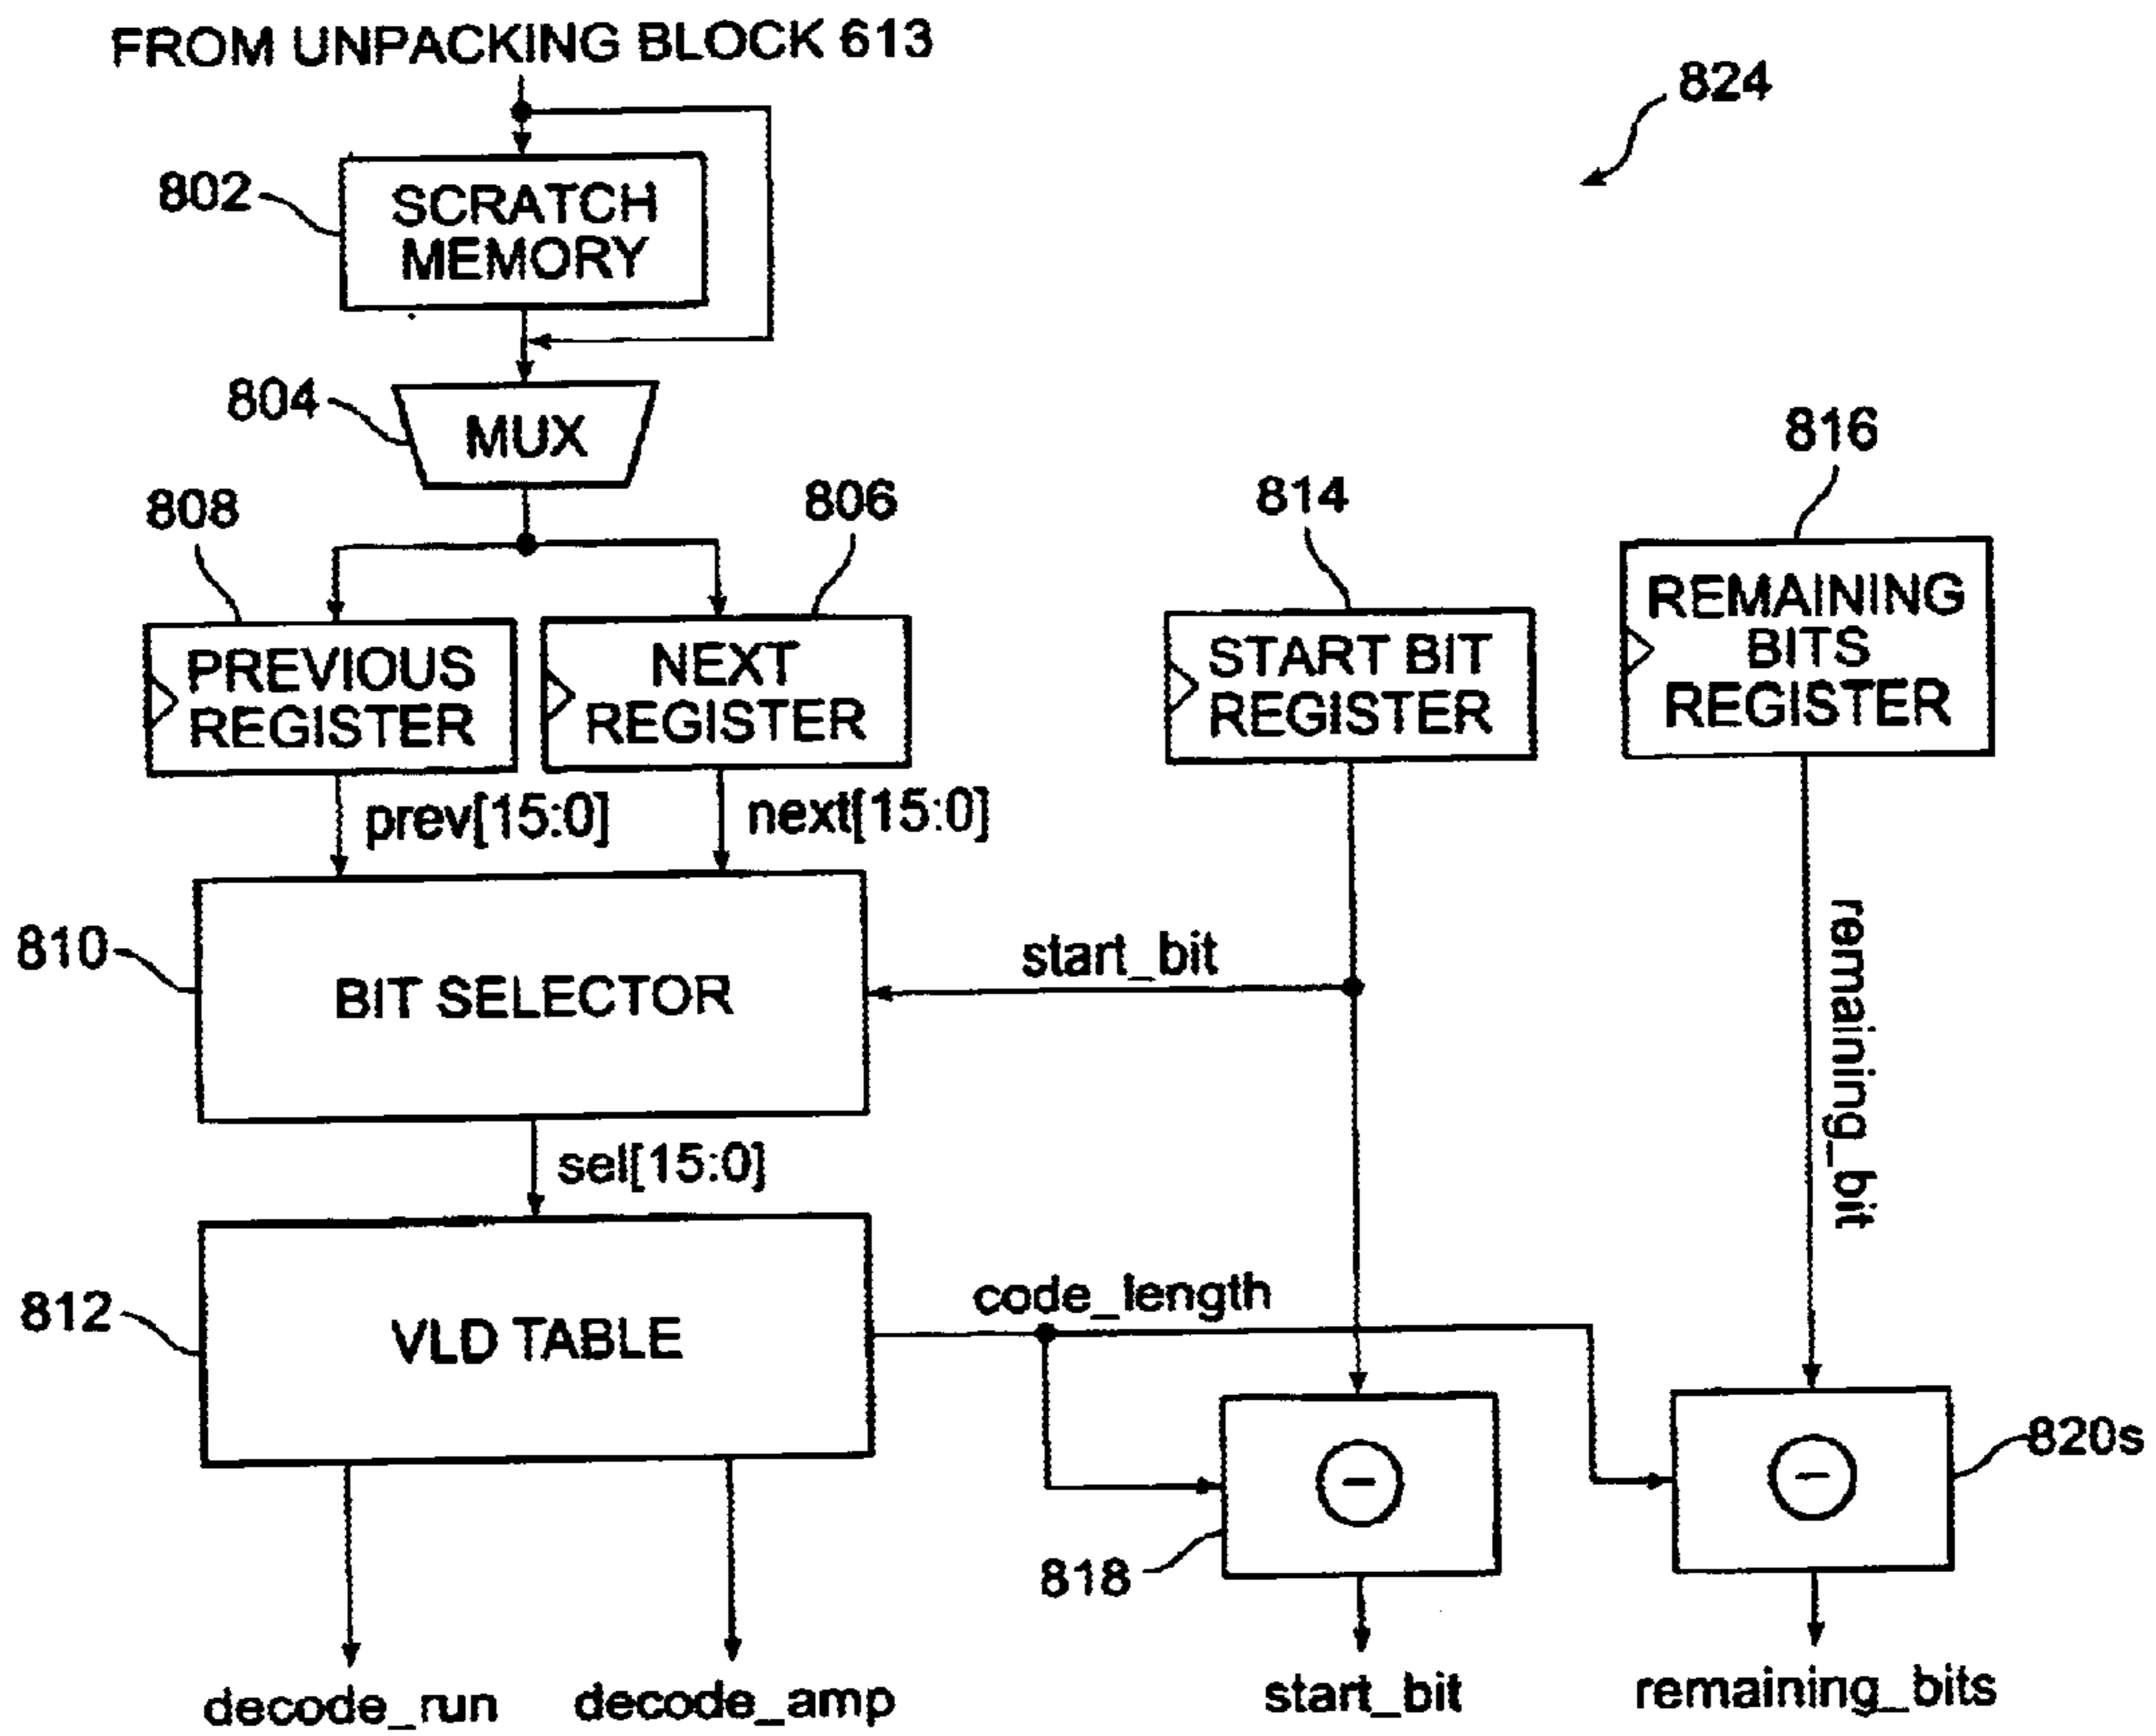 FROM UNPACKING BLOCK 613
824
802
SCRATCH
MEMORY
804
MUX
816
808
806
814
PREVIOUS
REGISTER
NEXT
REGISTER
START BIT
REGISTER
REMAINING
BITS
REGISTER
prev[15:0]
next[15:0]
810
BIT SELECTOR
start_bit
remaining_bit
sel[15:0]
812
VLD TABLE
code_length
820s
818
decode_run
decode_amp
start_bit
remaining_bits